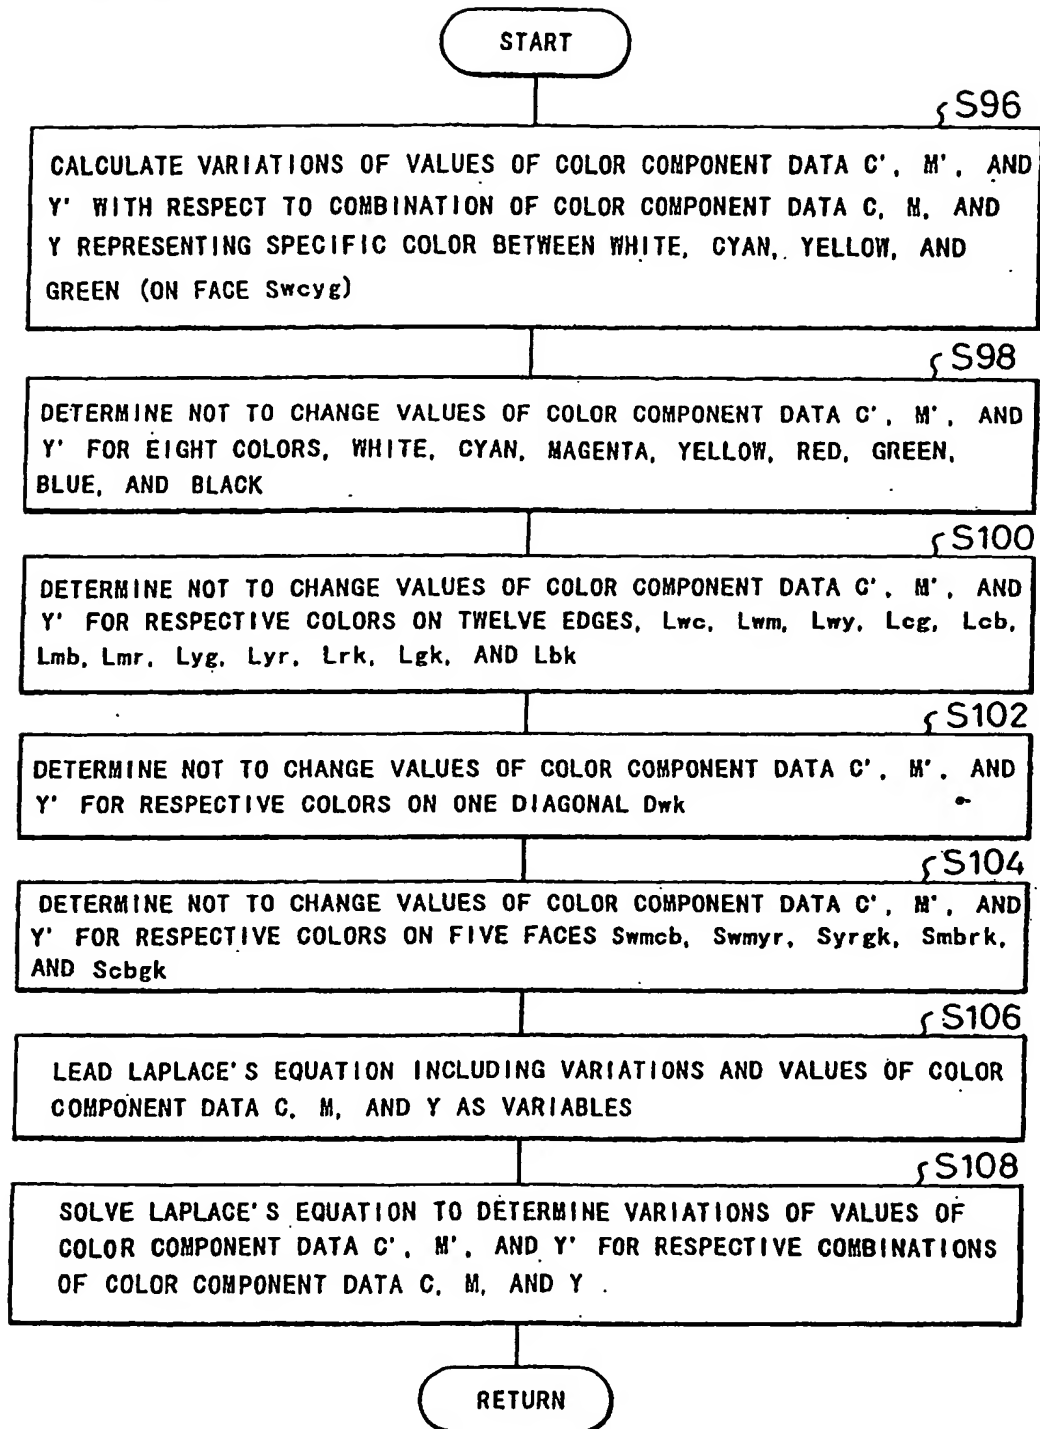 START
S96
CALCULATE VARIATIONS OF VALUES OF COLOR COMPONENT DATA C', M', AND
Y' WITH RESPECT TO COMBINATION OF COLOR COMPONENT DATA C, M, AND
Y REPRESENTING SPECIFIC COLOR BETWEEN WHITE, CYAN, YELLOW, AND
GREEN (ON FACE Swcyg)
S98
DETERMINE NOT TO CHANGE VALUES OF COLOR COMPONENT DATA C', M', AND
Y' FOR EIGHT COLORS, WHITE, CYAN, MAGENTA, YELLOW, RED, GREEN,
BLUE, AND BLACK
S100
DETERMINE NOT TO CHANGE VALUES OF COLOR COMPONENT DATA C', M', AND
Y' FOR RESPECTIVE COLORS ON TWELVE EDGES, Lwc, Lwm, Lwy, Lcg, Lcb,
Lmb, Lmr, Lyg, Lyr, Lrk, Lgk, AND Lbk
S102
DETERMINE NOT TO CHANGE VALUES OF COLOR COMPONENT DATA C', M', AND
Y' FOR RESPECTIVE COLORS ON ONE DIAGONAL Dwk
S104
DETERMINE NOT TO CHANGE VALUES OF COLOR COMPONENT DATA C', M', AND
Y' FOR RESPECTIVE COLORS ON FIVE FACES Swmcb, Swmyr, Syrgk, Smbrk,
AND Scbgk
S106
LEAD LAPLACE'S EQUATION INCLUDING VARIATIONS AND VALUES OF COLOR
COMPONENT DATA C, M, AND Y AS VARIABLES
S108
SOLVE LAPLACE'S EQUATION TO DETERMINE VARIATIONS OF VALUES OF
COLOR COMPONENT DATA C', M', AND Y' FOR RESPECTIVE COMBINATIONS
OF COLOR COMPONENT DATA C, M, AND Y .
RETURN